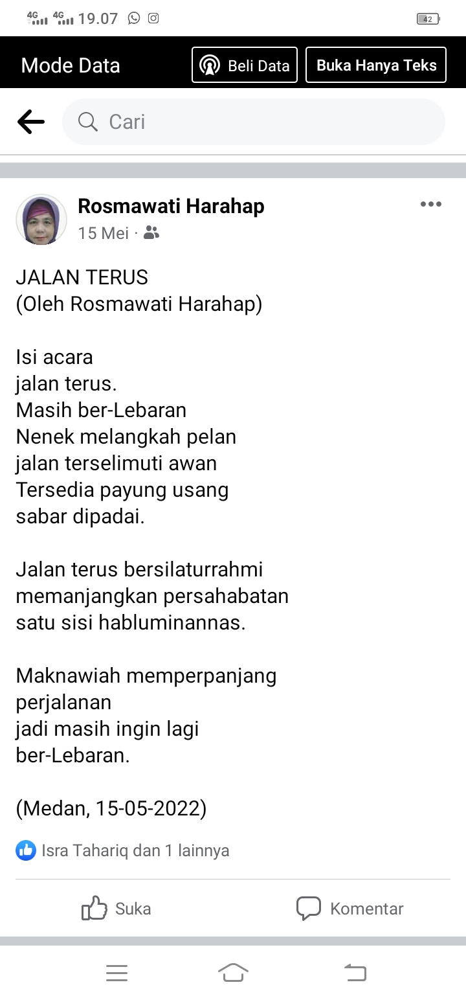 4G 4G 19.07 42
Mode Data Beli Data Buka Hanya Teks
Cari
Rosmawati Harahap
15 Mei ·
JALAN TERUS
(Oleh Rosmawati Harahap)
Isi acara
jalan terus.
Masih ber-Lebaran
Nenek melangkah pelan
jalan terselimuti awan
Tersedia payung usang
sabar dipadai.
Jalan terus bersilaturrahmi
memanjangkan persahabatan
satu sisi habluminannas.
Maknawiah memperpanjang
perjalanan
jadi masih ingin lagi
ber-Lebaran.
(Medan, 15-05-2022)
Isra Tahariq dan 1 lainnya
Suka Komentar